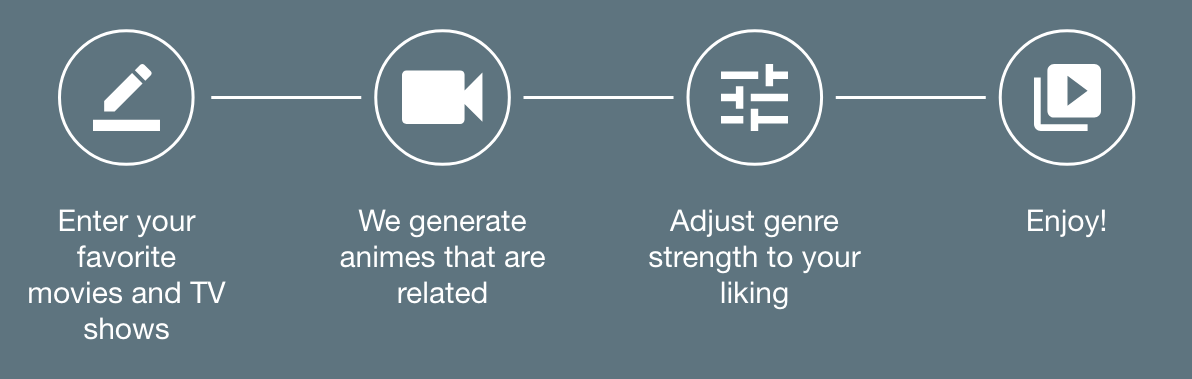 Enter your
favorite
movies and TV
shows
We generate
animes that are
related
Adjust genre
strength to your
liking
Enjoy!